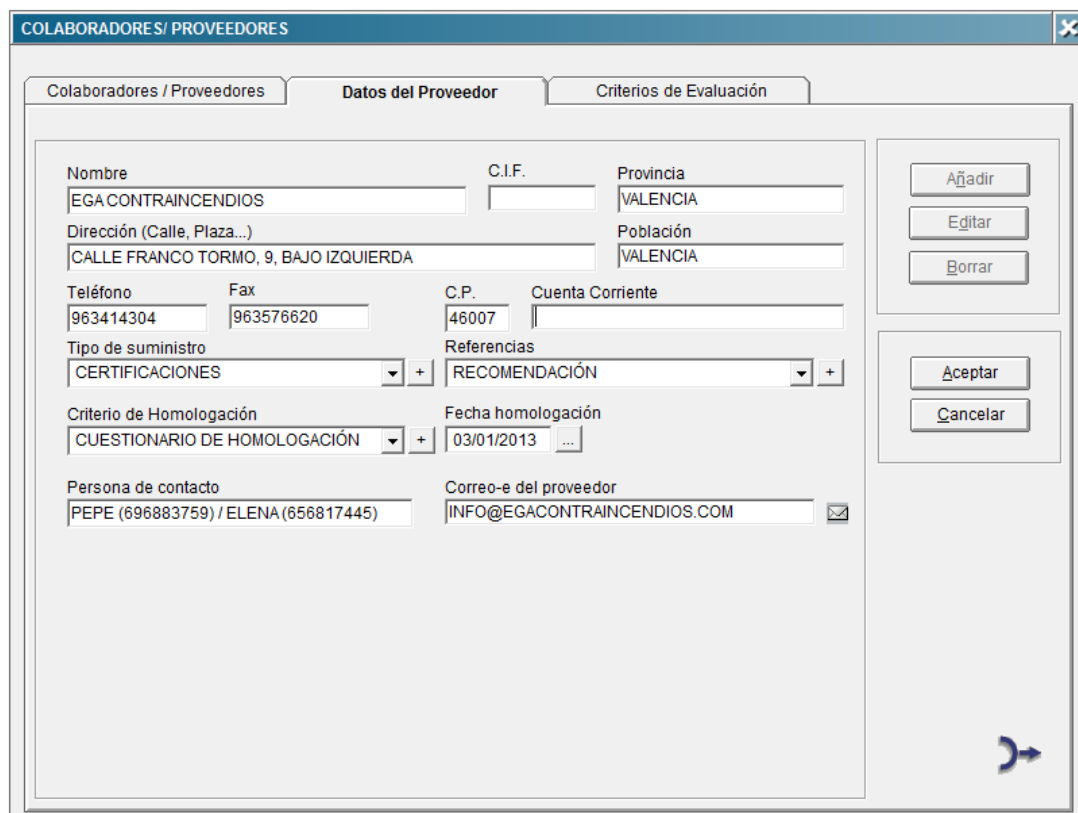 COLABORADORES/ PROVEEDORES
Colaboradores / Proveedores
Datos del Proveedor
Criterios de Evaluación
Nombre
C.I.F.
Provincia
EGA CONTRAINCENDIOS
VALENCIA
Dirección (Calle, Plaza...)
Población
CALLE FRANCO TORMO, 9, BAJO IZQUIERDA
VALENCIA
Teléfono
Fax
C.P.
Cuenta Corriente
963414304
963576620
46007
Tipo de suministro
Referencias
CERTIFICACIONES
+
RECOMENDACIÓN
+
Criterio de Homologación
Fecha homologación
CUESTIONARIO DE HOMOLOGACIÓN
+
03/01/2013
...
Persona de contacto
Correo-e del proveedor
PEPE (696883759) / ELENA (656817445)
INFO@EGACONTRAINCENDIOS.COM
Añadir
Editar
Borrar
Aceptar
Cancelar